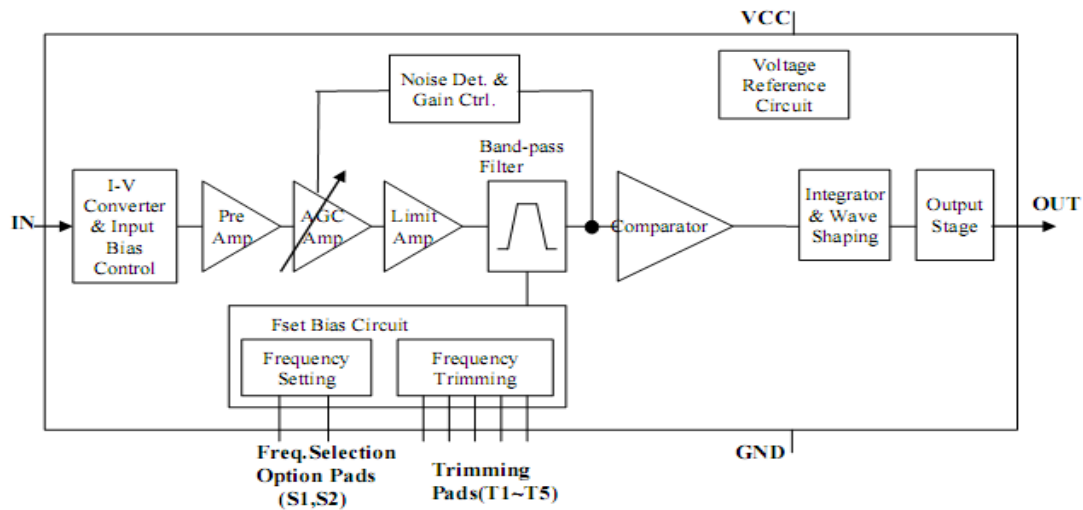 VCC
Noise Det. &
Gain Ctrl.
Voltage
Reference
Circuit
Band-pass
Filter
IN
I-V
Converter
& Input
Bias
Control
Pre
Amp
AGC
Amp
Limit
Amp
Comparator
Integrator
& Wave
Shaping
Output
Stage
OUT
Fset Bias Circuit
Frequency
Setting
Frequency
Trimming
Freq.Selection
Option Pads
(S1,S2)
Trimming
Pads(T1~T5)
GND